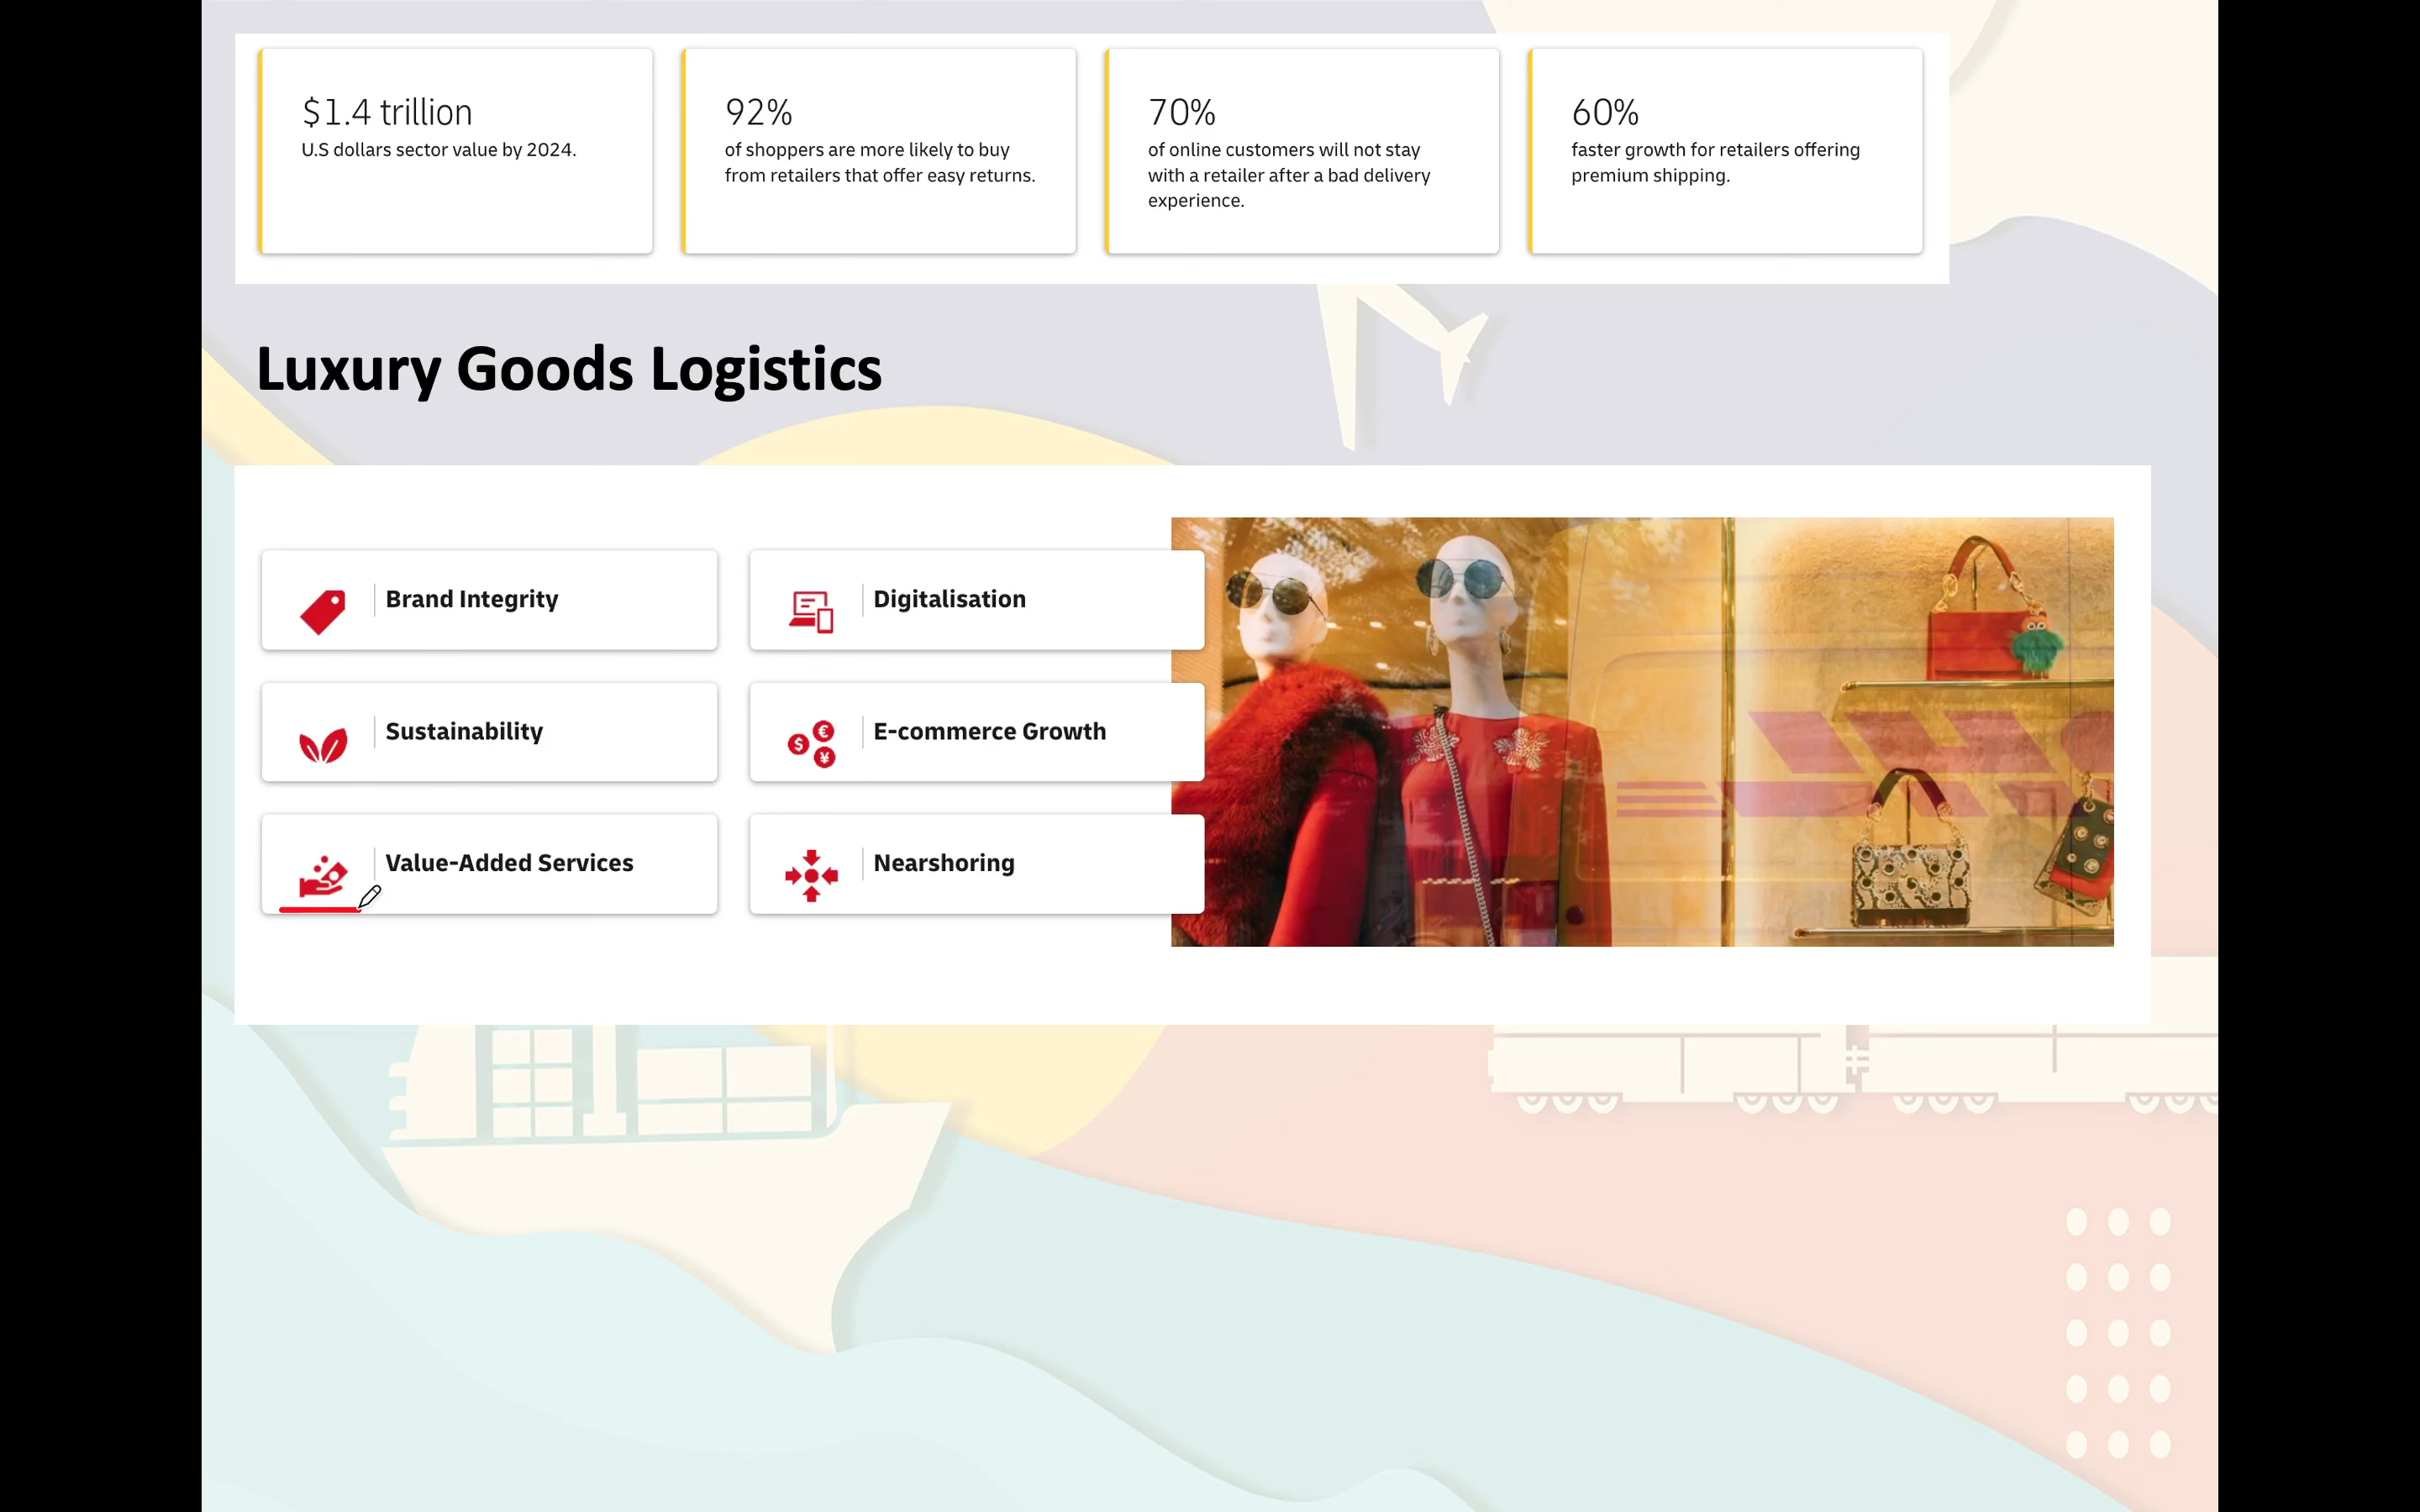 $1.4 trillion
U.S dollars sector value by 2024.
92%
of shoppers are more likely to buy
from retailers that offer easy returns.
70%
of online customers will not stay
with a retailer after a bad delivery
experience.
60%
faster growth for retailers offering
premium shipping.
Luxury Goods Logistics
Brand Integrity
Digitalisation
Sustainability
$ € ¥
E-commerce Growth
Value-Added Services
Nearshoring